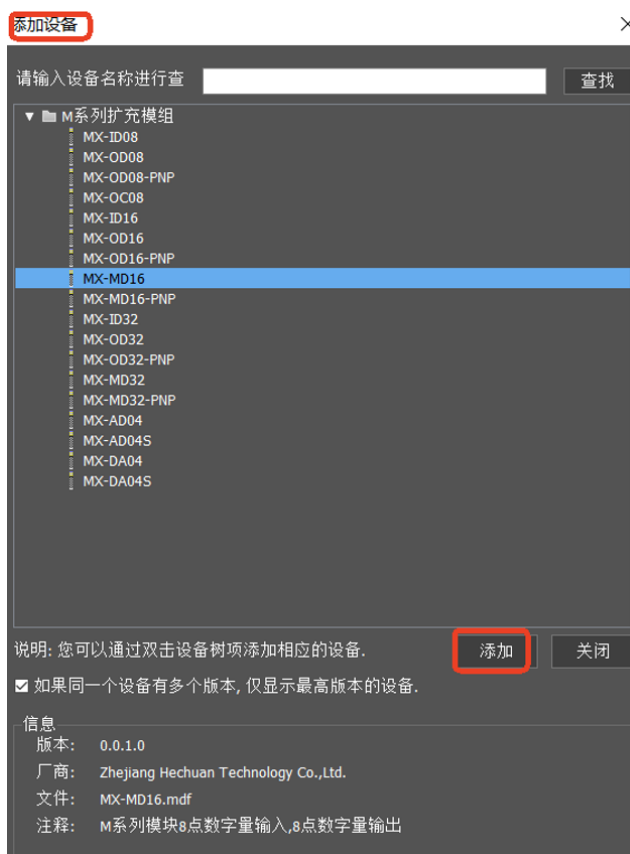 添加设备
请输入设备名称进行查
查找
M系列扩充模组
MX-ID08
MX-OD08
MX-OD08-PNP
MX-OC08
MX-ID16
MX-OD16
MX-OD16-PNP
MX-MD16
MX-MD16-PNP
MX-ID32
MX-OD32
MX-OD32-PNP
MX-MD32
MX-MD32-PNP
MX-AD04
MX-AD04S
MX-DA04
MX-DA04S
说明: 您可以通过双击设备树项添加相应的设备.
添加
关闭
如果同一个设备有多个版本, 仅显示最高版本的设备.
信息
版本: 0.0.1.0
厂商: Zhejiang Hechuan Technology Co.,Ltd.
文件: MX-MD16.mdf
注释: M系列模块8点数字量输入,8点数字量输出